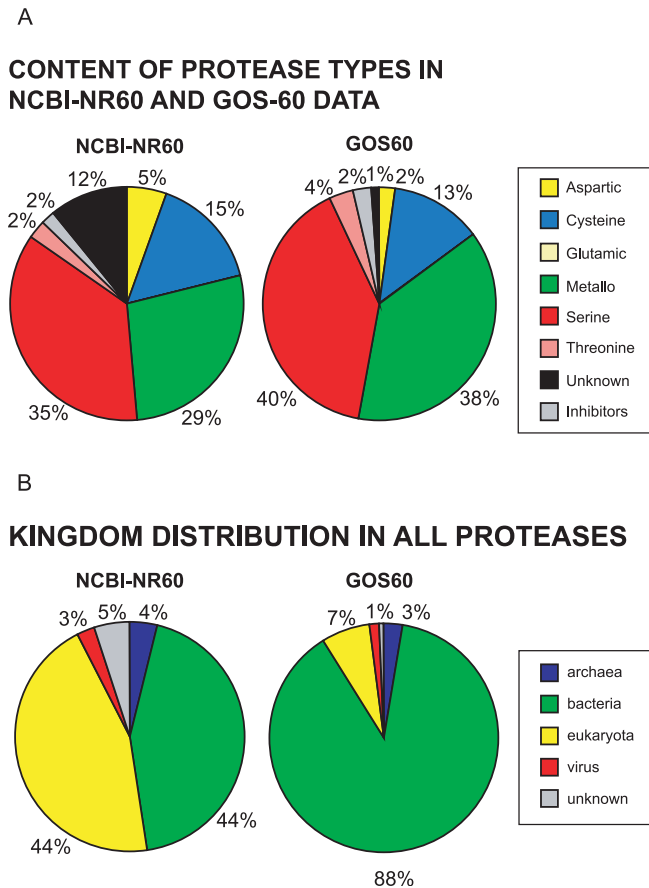 A
CONTENT OF PROTEASE TYPES IN
NCBI-NR60 AND GOS-60 DATA
NCBI-NR60
12%
5%
2%
2%
15%
35%
29%
GOS60
2%
1%
2%
4%
13%
40%
38%
Aspartic
Cysteine
Glutamic
Metallo
Serine
Threonine
Unknown
Inhibitors
B
KINGDOM DISTRIBUTION IN ALL PROTEASES
NCBI-NR60
3%
5%
4%
44%
44%
GOS60
7%
1%
3%
88%
archaea
bacteria
eukaryota
virus
unknown